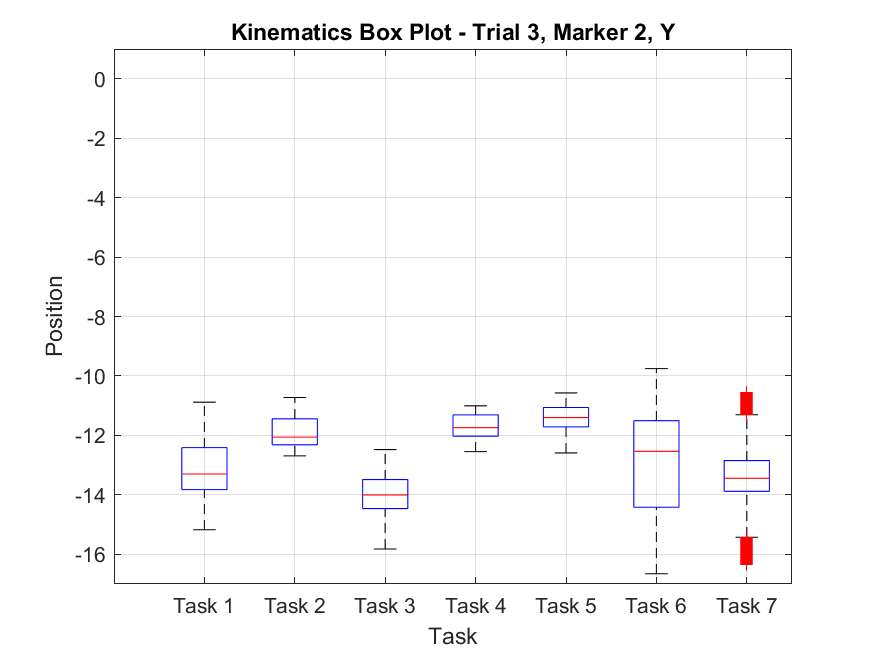 Kinematics Box Plot - Trial 3, Marker 2, Y
0
-2
-4
-6
-8
-10
-12
-14
-16
Position
Task 1 Task 2 Task 3 Task 4 Task 5 Task 6 Task 7
Task